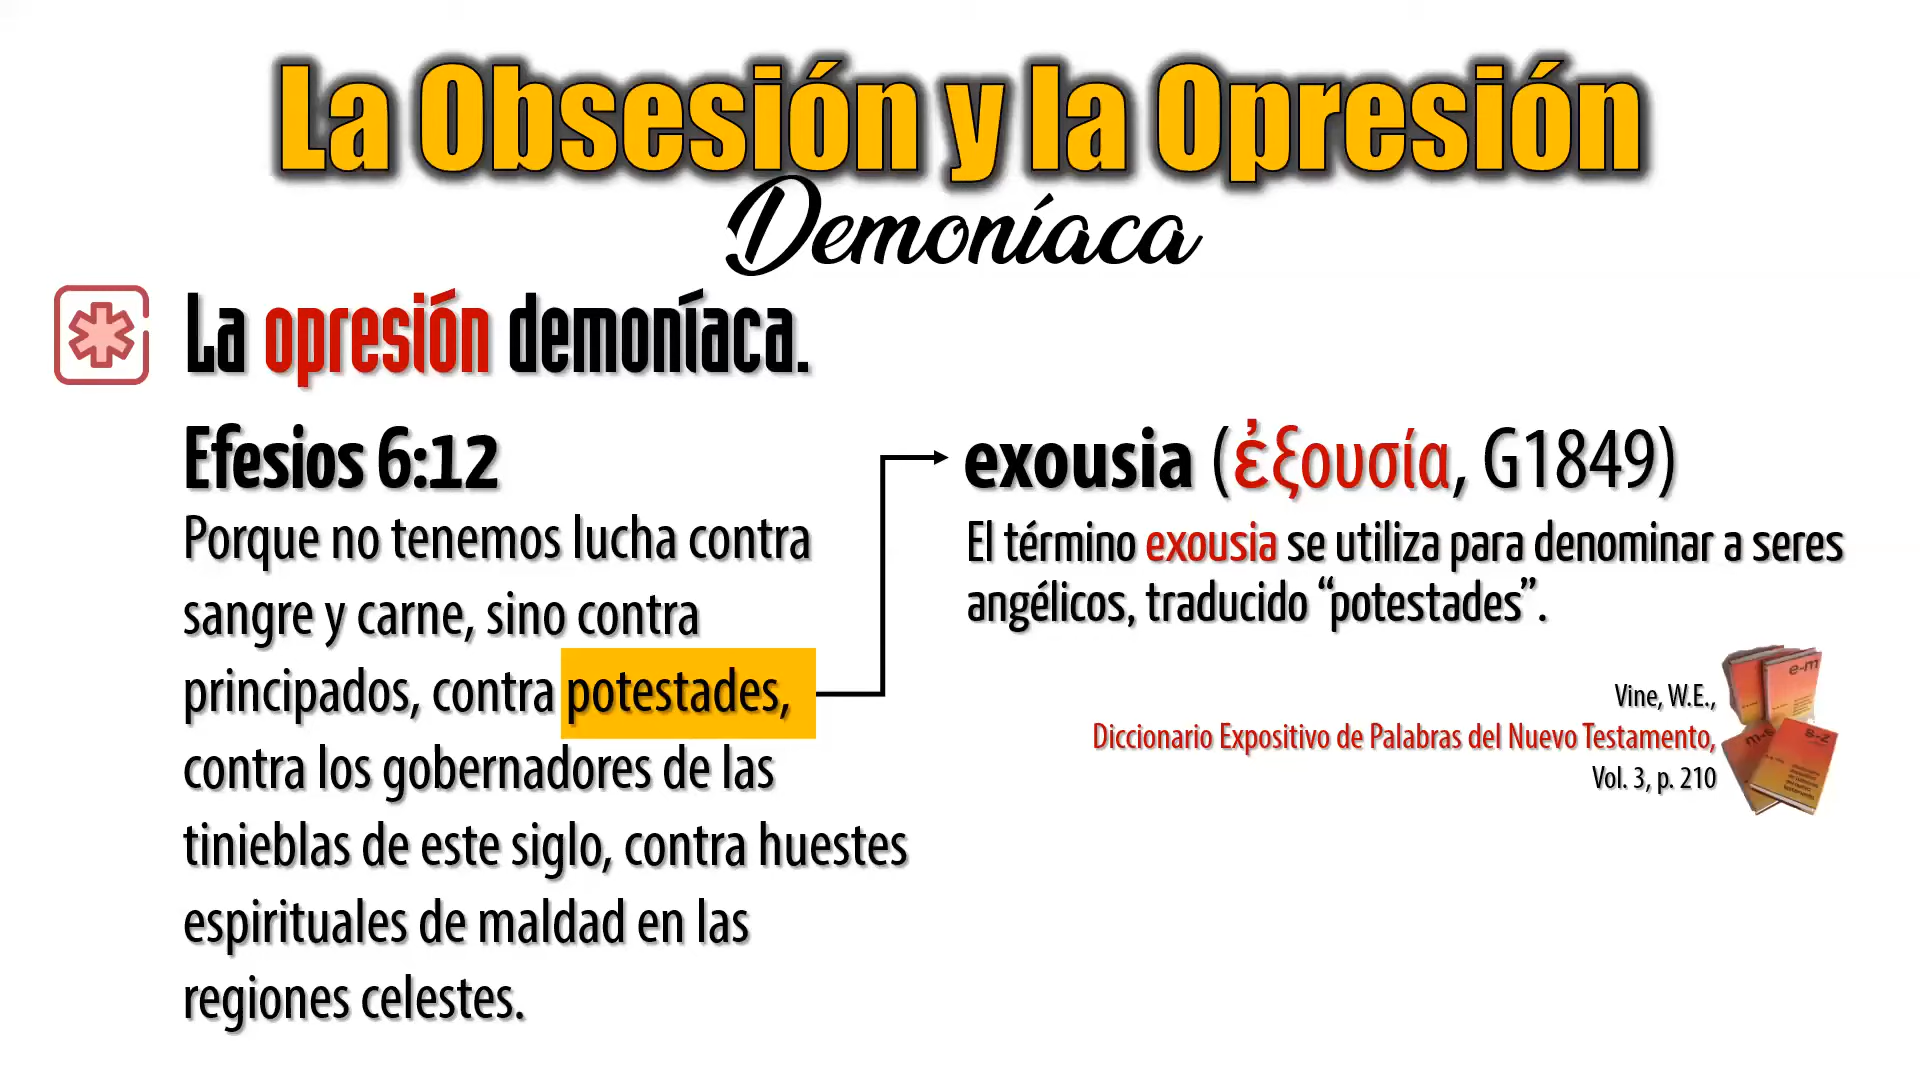 La Obsesión y la Opresión
Demoníaca
La opresión demoníaca.
Efesios 6:12
Porque no tenemos lucha contra
sangre y carne, sino contra
principados, contra potestades,
contra los gobernadores de las
tinieblas de este siglo, contra huestes
espirituales de maldad en las
regiones celestes.
exousia (ἐξουσία, G1849)
El término exousia se utiliza para denominar a seres
angélicos, traducido “potestades”.
Vine, W.E.,
Diccionario Expositivo de Palabras del Nuevo Testamento,
Vol. 3, p. 210
e-m
s-z